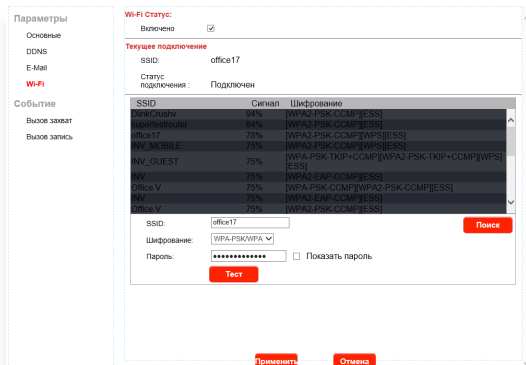 Параметры
Основные
DDNS
E-Mail
Wi-Fi
Событие
Вызов захват
Вызов запись
Wi-Fi Статус:
Включено
Текущее подключение
SSID: office17
Статус
подключения : Подключен
SSID Сигнал Шифрование
DlinkCrushv 94% [WPA2-PSK-CCMP][ESS]
supertestrouter 84% [WPA2-PSK-CCMP][ESS]
office17 78% [WPA2-PSK-CCMP][WPS][ESS]
INV_MOBILE 75% [WPA2-PSK-CCMP][WPS][ESS]
INV_GUEST 75% [WPA-PSK-TKIP+CCMP][WPA2-PSK-TKIP+CCMP][WPS]
[ESS]
INV 75% [WPA2-EAP-CCMP][ESS]
Office V 75% [WPA-PSK-CCMP][WPA2-PSK-CCMP][ESS]
INV 75% [WPA2-EAP-CCMP][ESS]
Office V 75% [WPA2-PSK-CCMP][ESS]
SSID: office17
Поиск
Шифрование: WPA-PSK/WPA
Пароль: ••••••••••••• Показать пароль
Тест
Применить Отмена